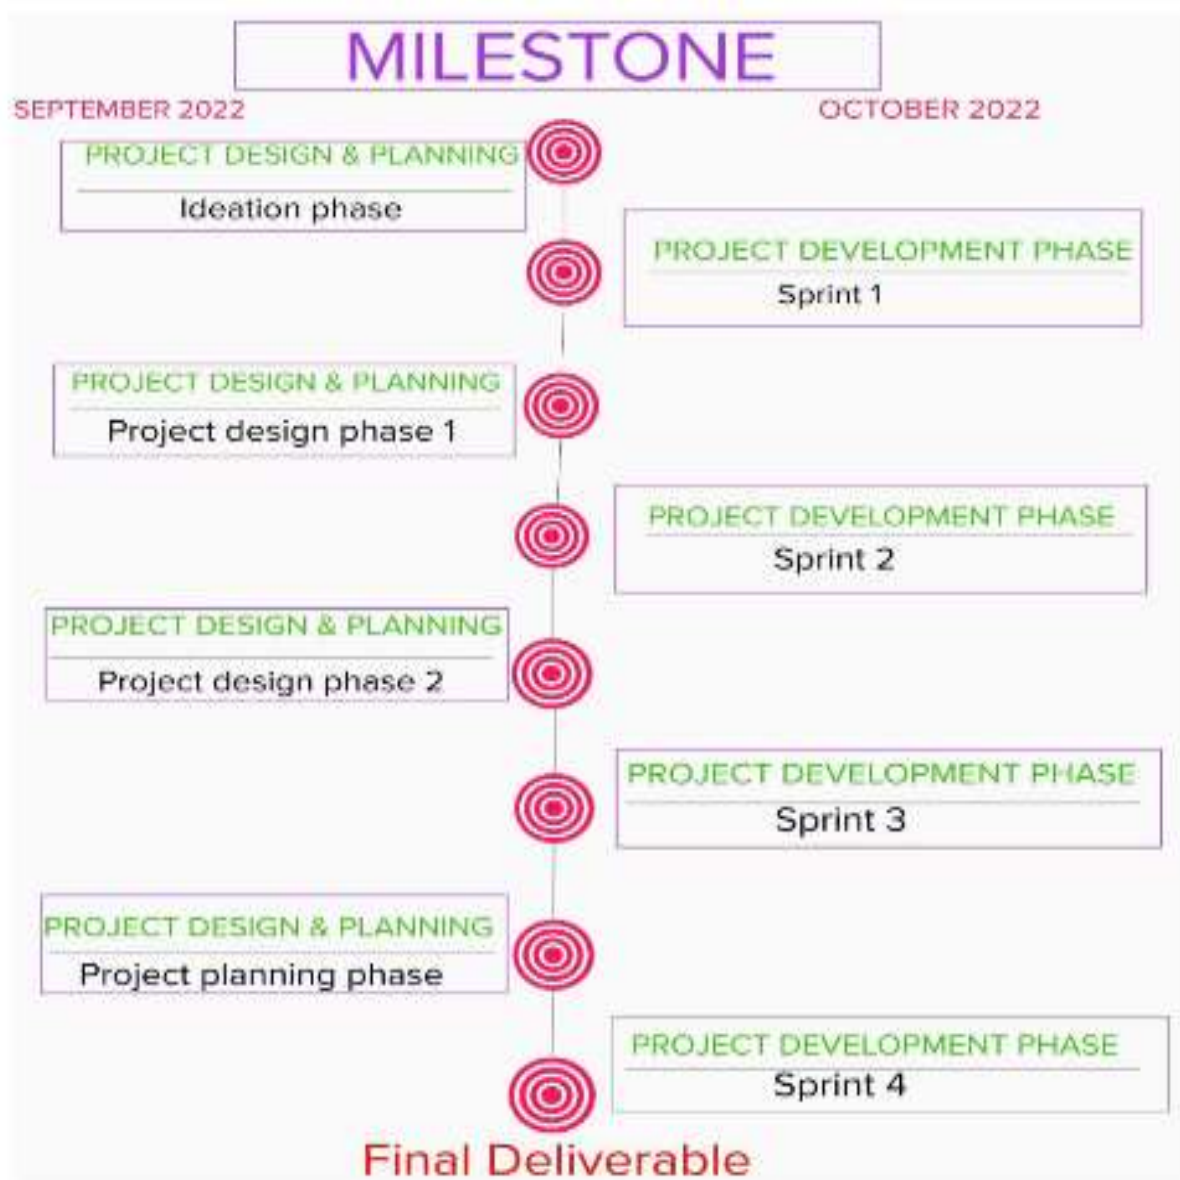 MILESTONE
SEPTEMBER 2022
OCTOBER 2022
PROJECT DESIGN & PLANNING
Ideation phase
PROJECT DEVELOPMENT PHASE
Sprint 1
PROJECT DESIGN & PLANNING
Project design phase 1
PROJECT DEVELOPMENT PHASE
Sprint 2
PROJECT DESIGN & PLANNING
Project design phase 2
PROJECT DEVELOPMENT PHASE
Sprint 3
PROJECT DESIGN & PLANNING
Project planning phase
PROJECT DEVELOPMENT PHASE
Sprint 4
Final Deliverable